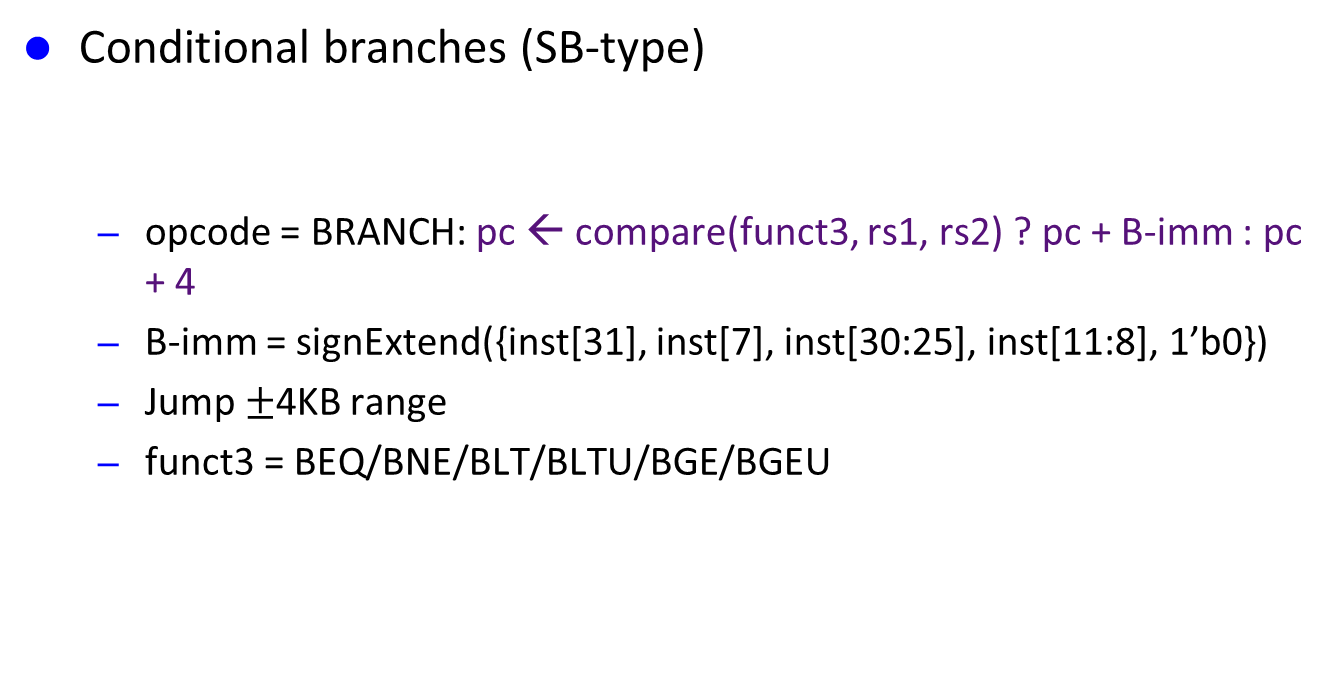 ● Conditional branches (SB-type)
– opcode = BRANCH: pc ← compare(funct3, rs1, rs2) ? pc + B-imm : pc
+ 4
– B-imm = signExtend({inst[31], inst[7], inst[30:25], inst[11:8], 1’b0})
– Jump ±4KB range
– funct3 = BEQ/BNE/BLT/BLTU/BGE/BGEU